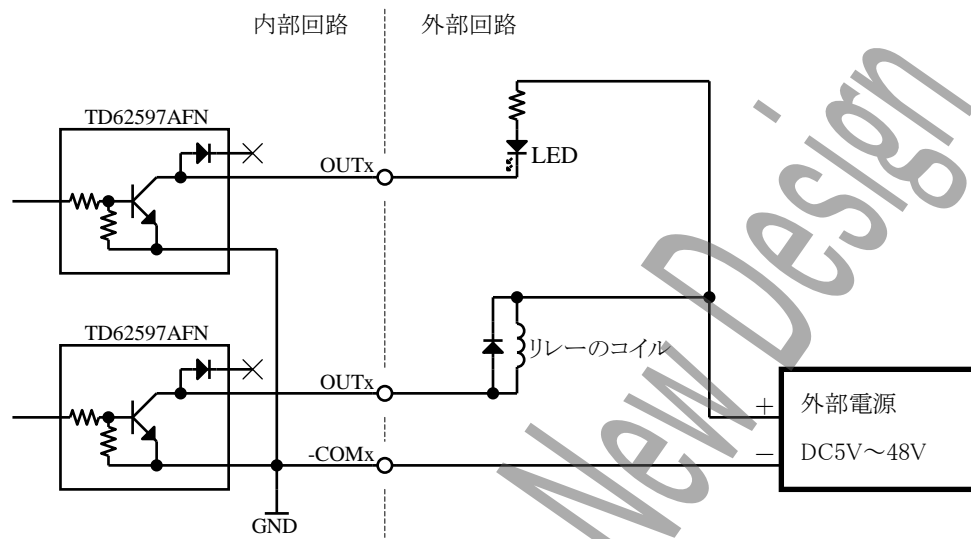 内部回路
外部回路
TD62597AFN
OUTx
LED
TD62597AFN
OUTx
リレーのコイル
-COMx
GND
+
外部電源
−
DC5V～48V
New Design